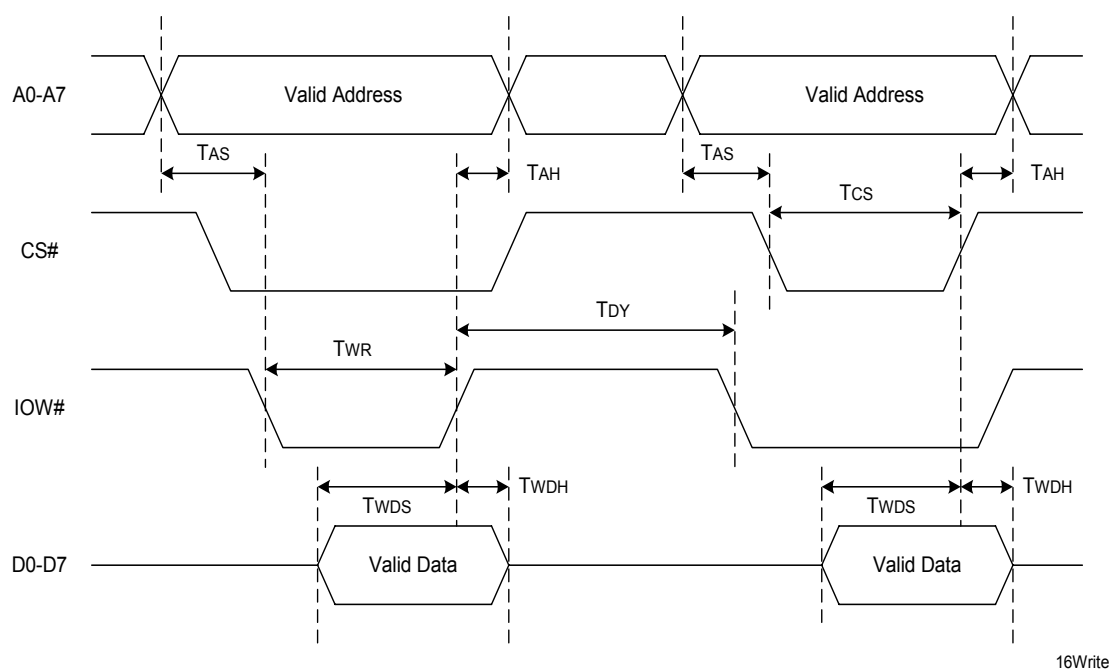 A0-A7
Valid Address
Valid Address
TAS
TAH
TAS
TAH
TCS
CS#
TDY
TWR
IOW#
TWDS
TWDH
TWDS
TWDH
D0-D7
Valid Data
Valid Data
16Write